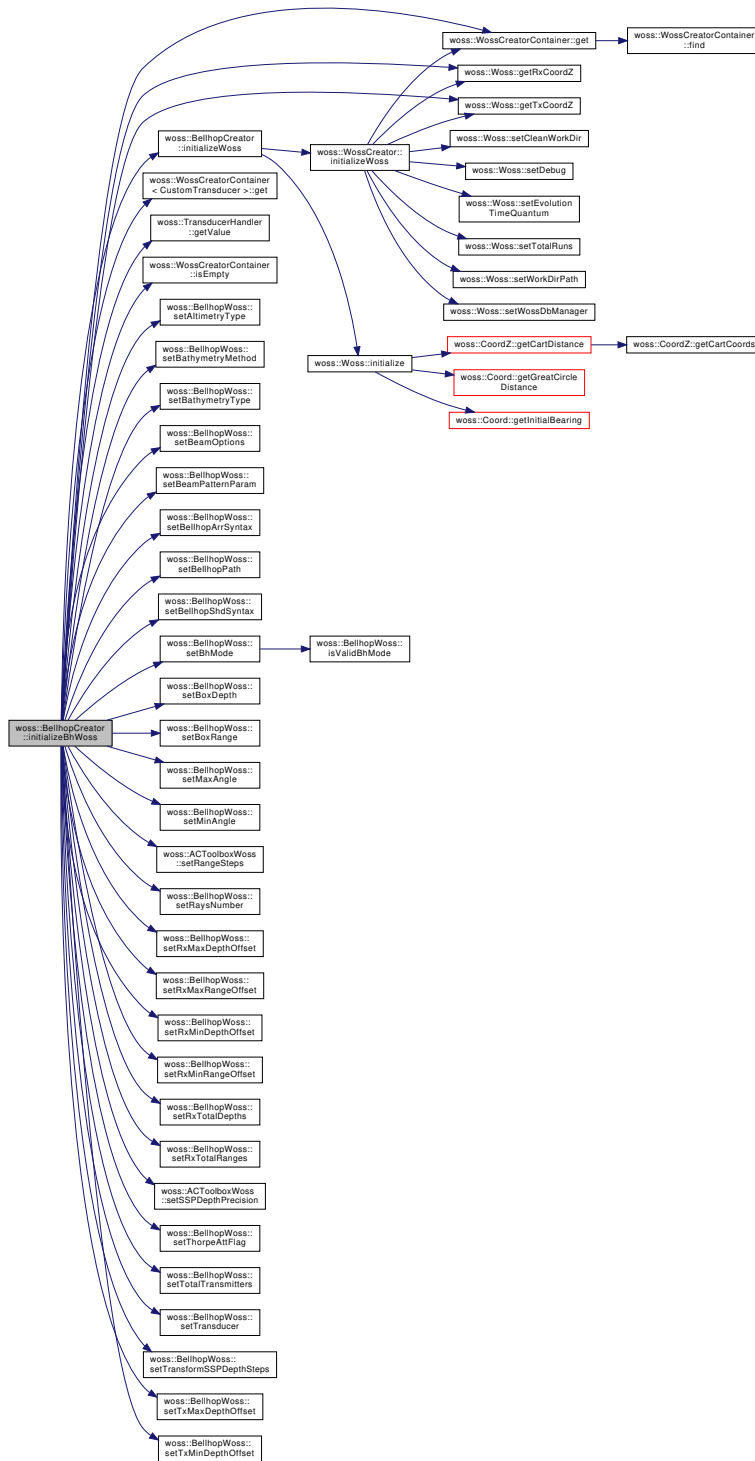 woss::WossCreatorContainer::get
woss::WossCreatorContainer
::find
woss::Woss::getRxCoordZ
woss::Woss::getTxCoordZ
woss::BellhopCreator
::initializeWoss
woss::WossCreator::
initializeWoss
woss::Woss::setCleanWorkDir
woss::Woss::setDebug
woss::WossCreatorContainer
< CustomTransducer >::get
woss::Woss::setEvolution
TimeQuantum
woss::TransducerHandler
::getValue
woss::Woss::setTotalRuns
woss::WossCreatorContainer
::isEmpty
woss::Woss::setWorkDirPath
woss::BellhopWoss::
setAltimetryType
woss::Woss::setWossDbManager
woss::BellhopWoss::
setBathymetryMethod
woss::Woss::initialize
woss::CoordZ::getCartDistance
woss::CoordZ::getCartCoords
woss::BellhopWoss::
setBathymetryType
woss::Coord::getGreatCircle
Distance
woss::BellhopWoss::
setBeamOptions
woss::Coord::getInitialBearing
woss::BellhopWoss::
setBeamPatternParam
woss::BellhopWoss::
setBellhopArrSyntax
woss::BellhopWoss::
setBellhopPath
woss::BellhopWoss::
setBellhopShdSyntax
woss::BellhopWoss::
setBhMode
woss::BellhopWoss::
isValidBhMode
woss::BellhopWoss::
setBoxDepth
woss::BellhopCreator
::initializeBhWoss
woss::BellhopWoss::
setBoxRange
woss::BellhopWoss::
setMaxAngle
woss::BellhopWoss::
setMinAngle
woss::ACToolboxWoss
::setRangeSteps
woss::BellhopWoss::
setRaysNumber
woss::BellhopWoss::
setRxMaxDepthOffset
woss::BellhopWoss::
setRxMaxRangeOffset
woss::BellhopWoss::
setRxMinDepthOffset
woss::BellhopWoss::
setRxMinRangeOffset
woss::BellhopWoss::
setRxTotalDepths
woss::BellhopWoss::
setRxTotalRanges
woss::ACToolboxWoss
::setSSPDepthPrecision
woss::BellhopWoss::
setThorpeAttFlag
woss::BellhopWoss::
setTotalTransmitters
woss::BellhopWoss::
setTransducer
woss::BellhopWoss::
setTransformSSPDepthSteps
woss::BellhopWoss::
setTxMaxDepthOffset
woss::BellhopWoss::
setTxMinDepthOffset